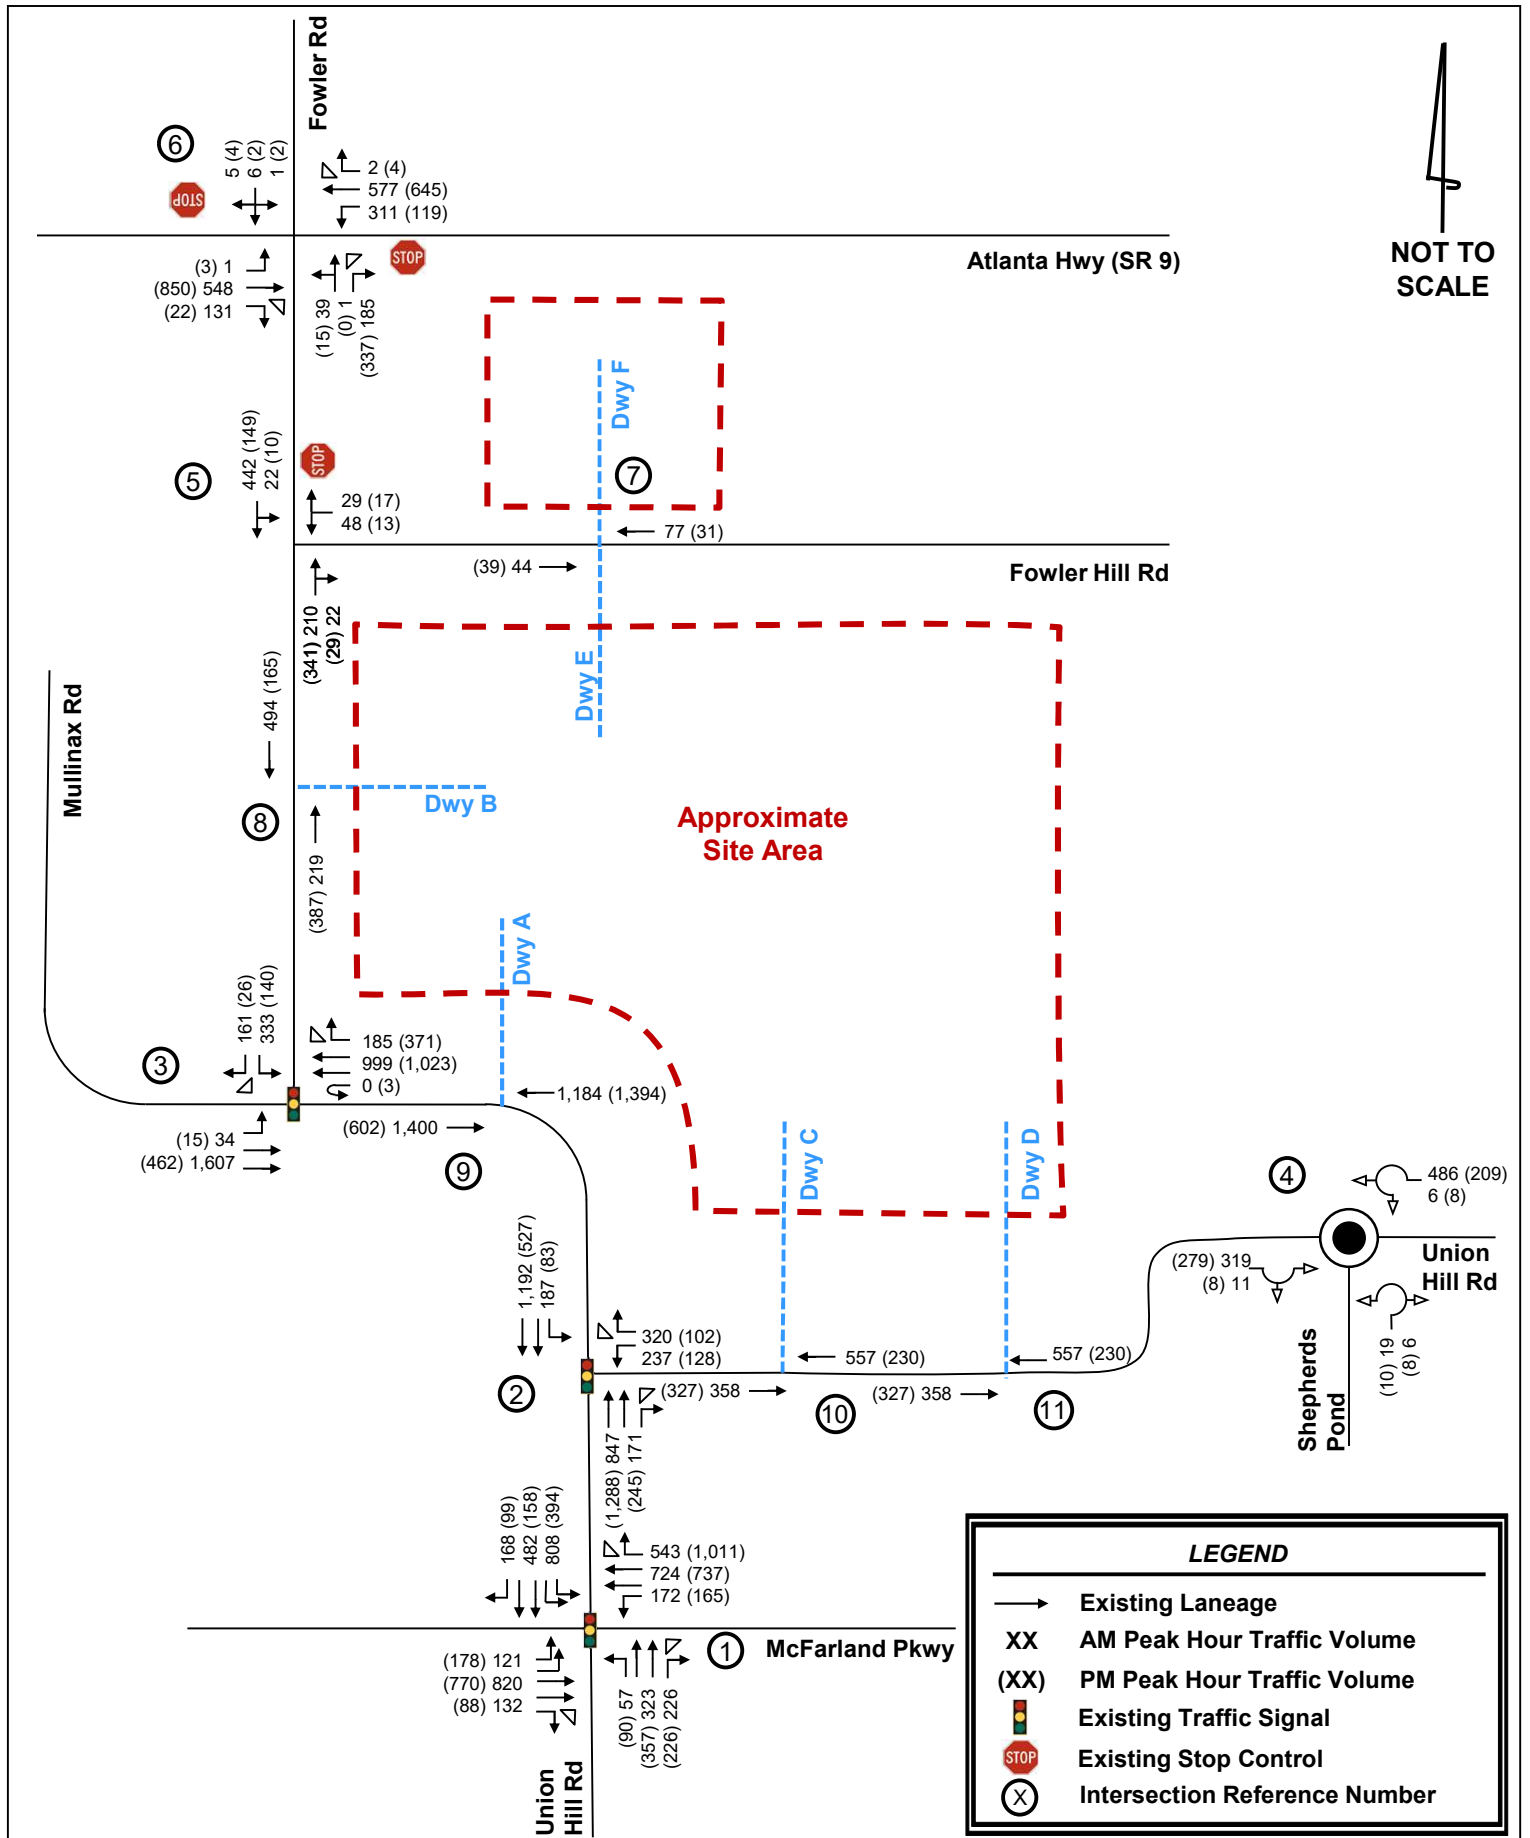 Fowler Rd
6
5 (4)
6 (2)
1 (2)
STOP
2 (4)
577 (645)
311 (119)
STOP
Atlanta Hwy (SR 9)
NOT TO
SCALE
(3) 1
(850) 548
(22) 131
(15) 39
(0) 1
(337) 185
Dwy F
7
442 (149)
22 (10)
STOP
5
29 (17)
48 (13)
77 (31)
(39) 44
Fowler Hill Rd
(341) 210
(29) 22
Dwy E
494 (165)
Mullinax Rd
Dwy B
8
Approximate
Site Area
(387) 219
Dwy A
161 (26)
333 (140)
3
185 (371)
999 (1,023)
0 (3)
1,184 (1,394)
(602) 1,400
(15) 34
(462) 1,607
9
Dwy C
Dwy D
4
486 (209)
6 (8)
Union
Hill Rd
(279) 319
(8) 11
(10) 19
(8) 6
Shepherds
Pond
1,192 (527)
187 (83)
320 (102)
237 (128)
557 (230)
557 (230)
2
(327) 358
10
(327) 358
11
(1,288) 847
(245) 171
168 (99)
482 (158)
808 (394)
543 (1,011)
724 (737)
172 (165)
1
McFarland Pkwy
(178) 121
(770) 820
(88) 132
(90) 57
(357) 323
(226) 226
Union
Hill Rd
LEGEND
Existing Laneage
XX AM Peak Hour Traffic Volume
(XX) PM Peak Hour Traffic Volume
Existing Traffic Signal
STOP Existing Stop Control
X Intersection Reference Number